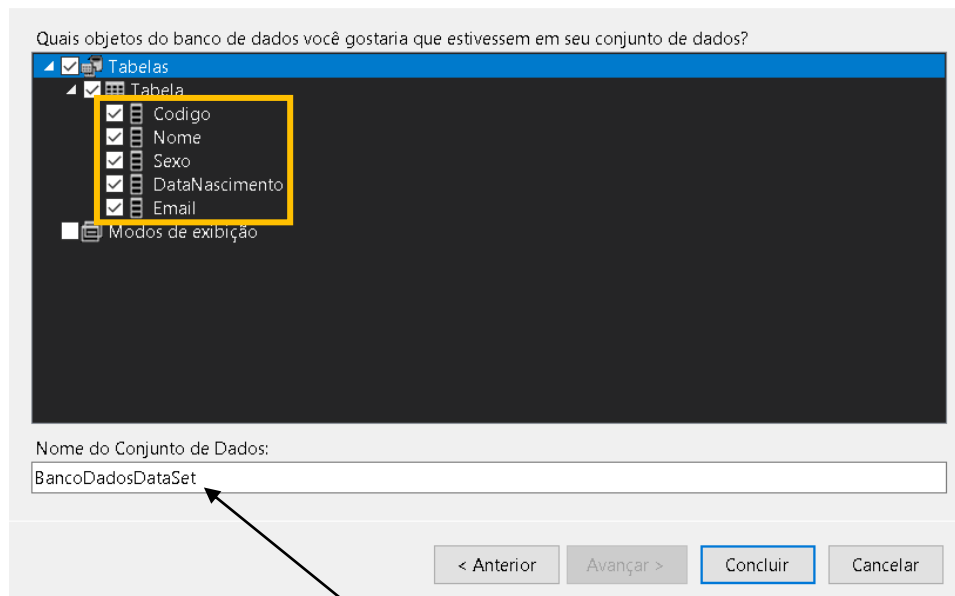 Quais objetos do banco de dados você gostaria que estivessem em seu conjunto de dados?
Tabelas
Tabela
Codigo
Nome
Sexo
DataNascimento
Email
Modos de exibição
Nome do Conjunto de Dados:
BancoDadosDataSet
< Anterior Avançar > Concluir Cancelar